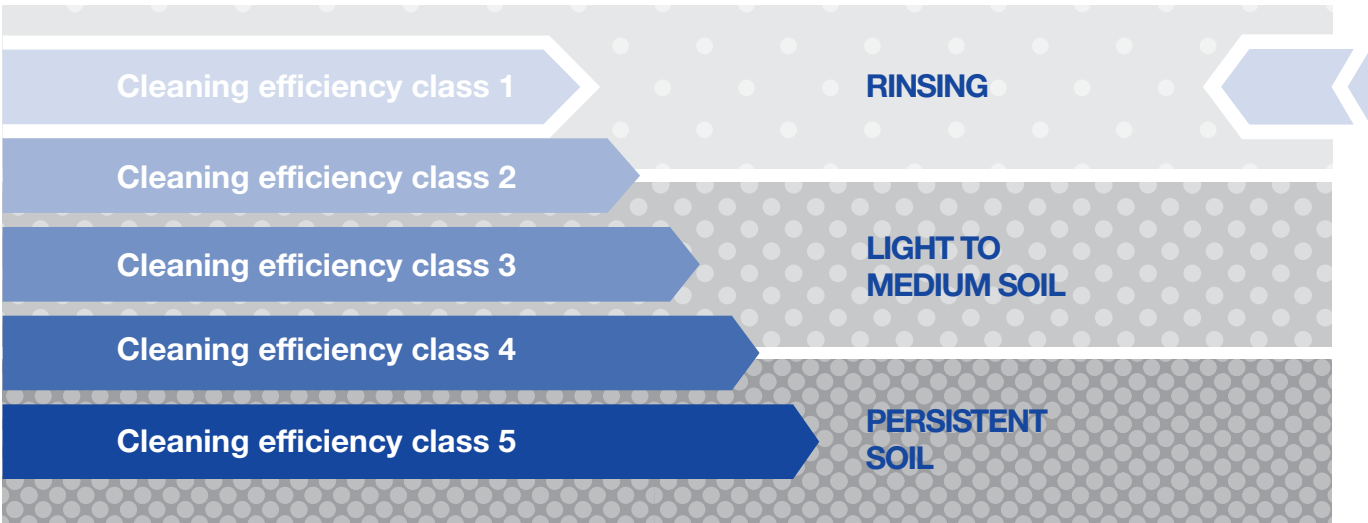 Cleaning efficiency class 1
RINSING
Cleaning efficiency class 2
Cleaning efficiency class 3
LIGHT TO
MEDIUM SOIL
Cleaning efficiency class 4
Cleaning efficiency class 5
PERSISTENT
SOIL